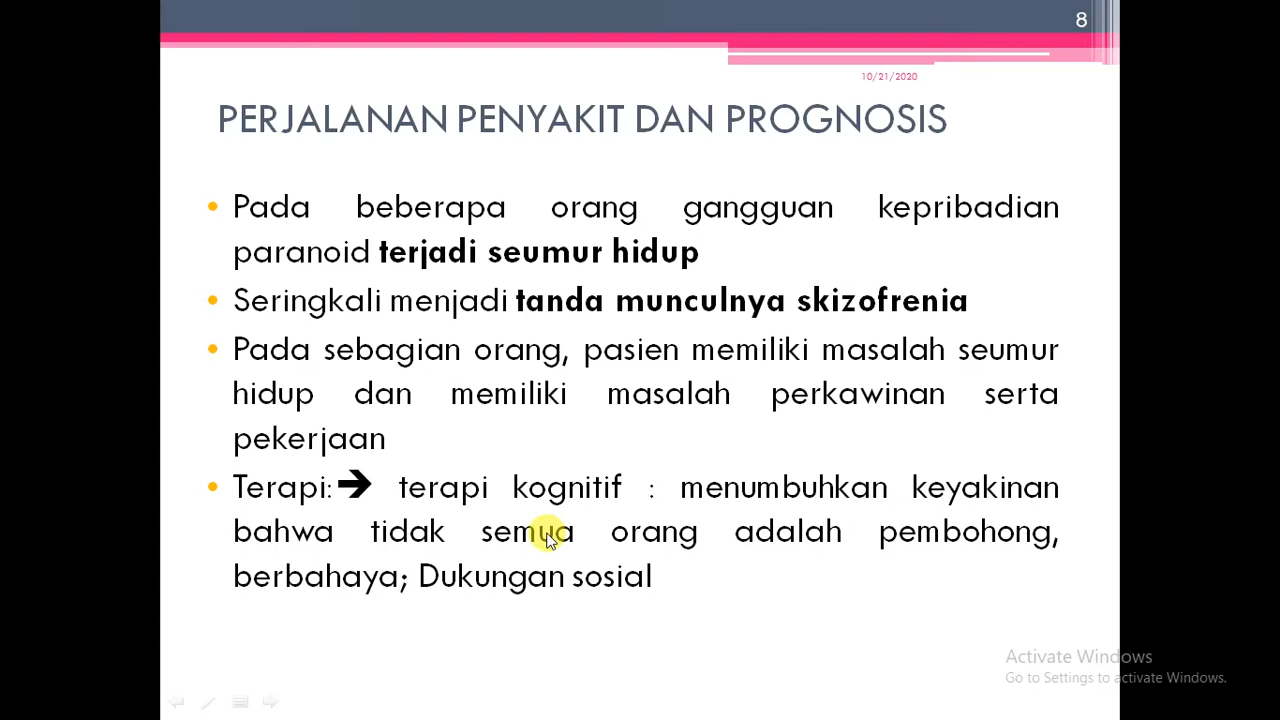 8
10/21/2020
PERJALANAN PENYAKIT DAN PROGNOSIS
• Pada beberapa orang gangguan kepribadian
paranoid terjadi seumur hidup
• Seringkali menjadi tanda munculnya skizofrenia
• Pada sebagian orang, pasien memiliki masalah seumur
hidup dan memiliki masalah perkawinan serta
pekerjaan
• Terapi:➔ terapi kognitif : menumbuhkan keyakinan
bahwa tidak semua orang adalah pembohong,
berbahaya; Dukungan sosial
Activate Windows
Go to Settings to activate Windows.